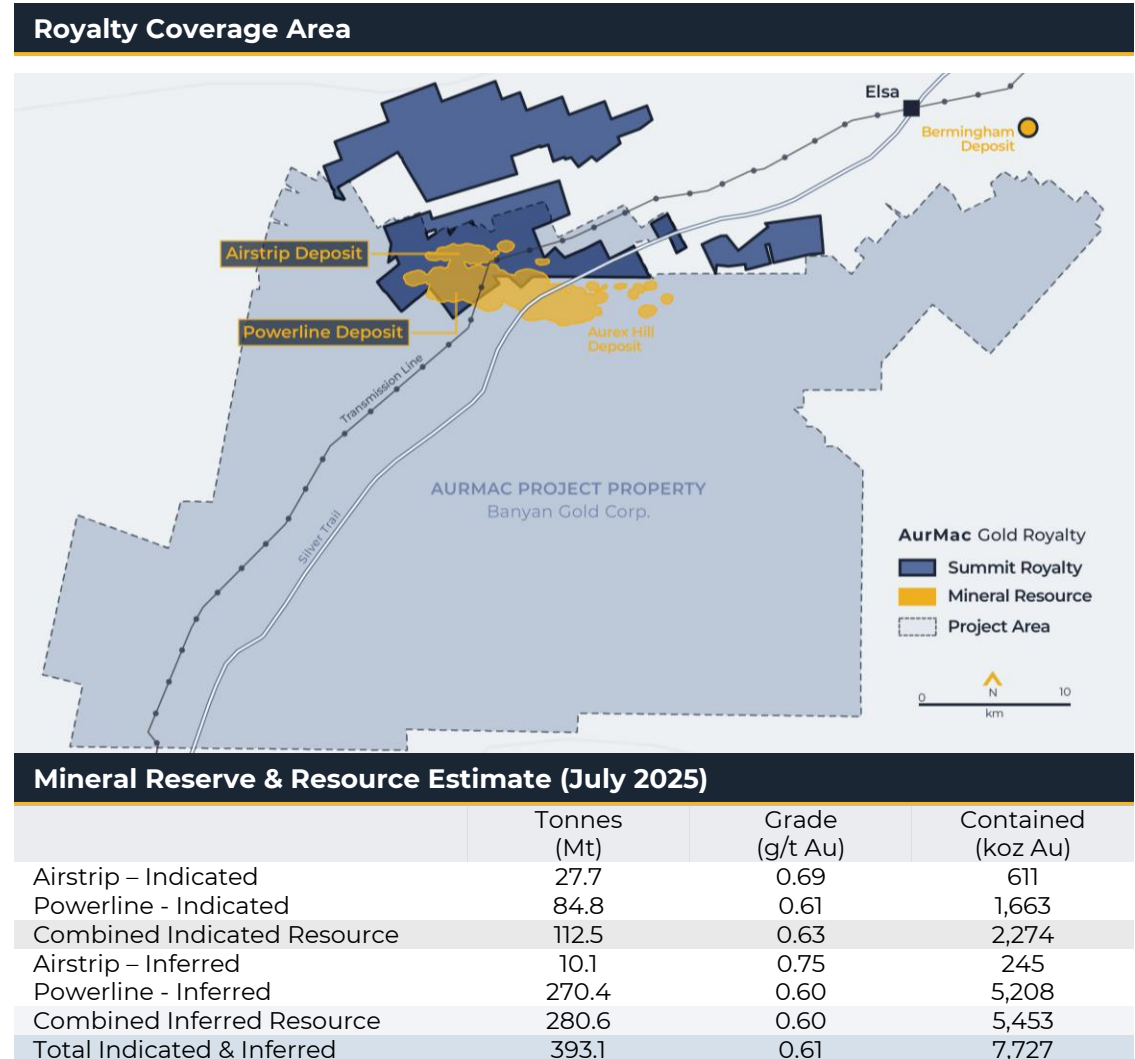 Royalty Coverage Area
Elsa
Bermingham
Deposit
Airstrip Deposit
Powerline Deposit
Aurex Hill
Deposit
Transmission Line
Silver Trail
AURMAC PROJECT PROPERTY
Banyan Gold Corp.
AurMac Gold Royalty
Summit Royalty
Mineral Resource
Project Area
0 N 10
km
Mineral Reserve & Resource Estimate (July 2025)
Tonnes Grade Contained
(Mt) (g/t Au) (koz Au)
Airstrip – Indicated 27.7 0.69 611
Powerline - Indicated 84.8 0.61 1,663
Combined Indicated Resource 112.5 0.63 2,274
Airstrip – Inferred 10.1 0.75 245
Powerline - Inferred 270.4 0.60 5,208
Combined Inferred Resource 280.6 0.60 5,453
Total Indicated & Inferred 393.1 0.61 7,727